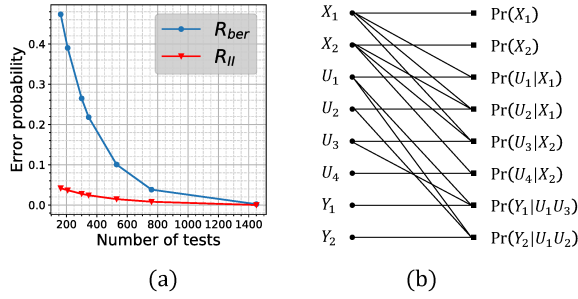 0.4
0.3
0.2
0.1
0.0
Error probability
R_ber
R_II
200 400 600 800 1000 1200 1400
Number of tests
(a)
X_1 Pr(X_1)
X_2 Pr(X_2)
U_1 Pr(U_1|X_1)
U_2 Pr(U_2|X_1)
U_3 Pr(U_3|X_2)
U_4 Pr(U_4|X_2)
Y_1 Pr(Y_1|U_1U_3)
Y_2 Pr(Y_2|U_1U_2)
(b)